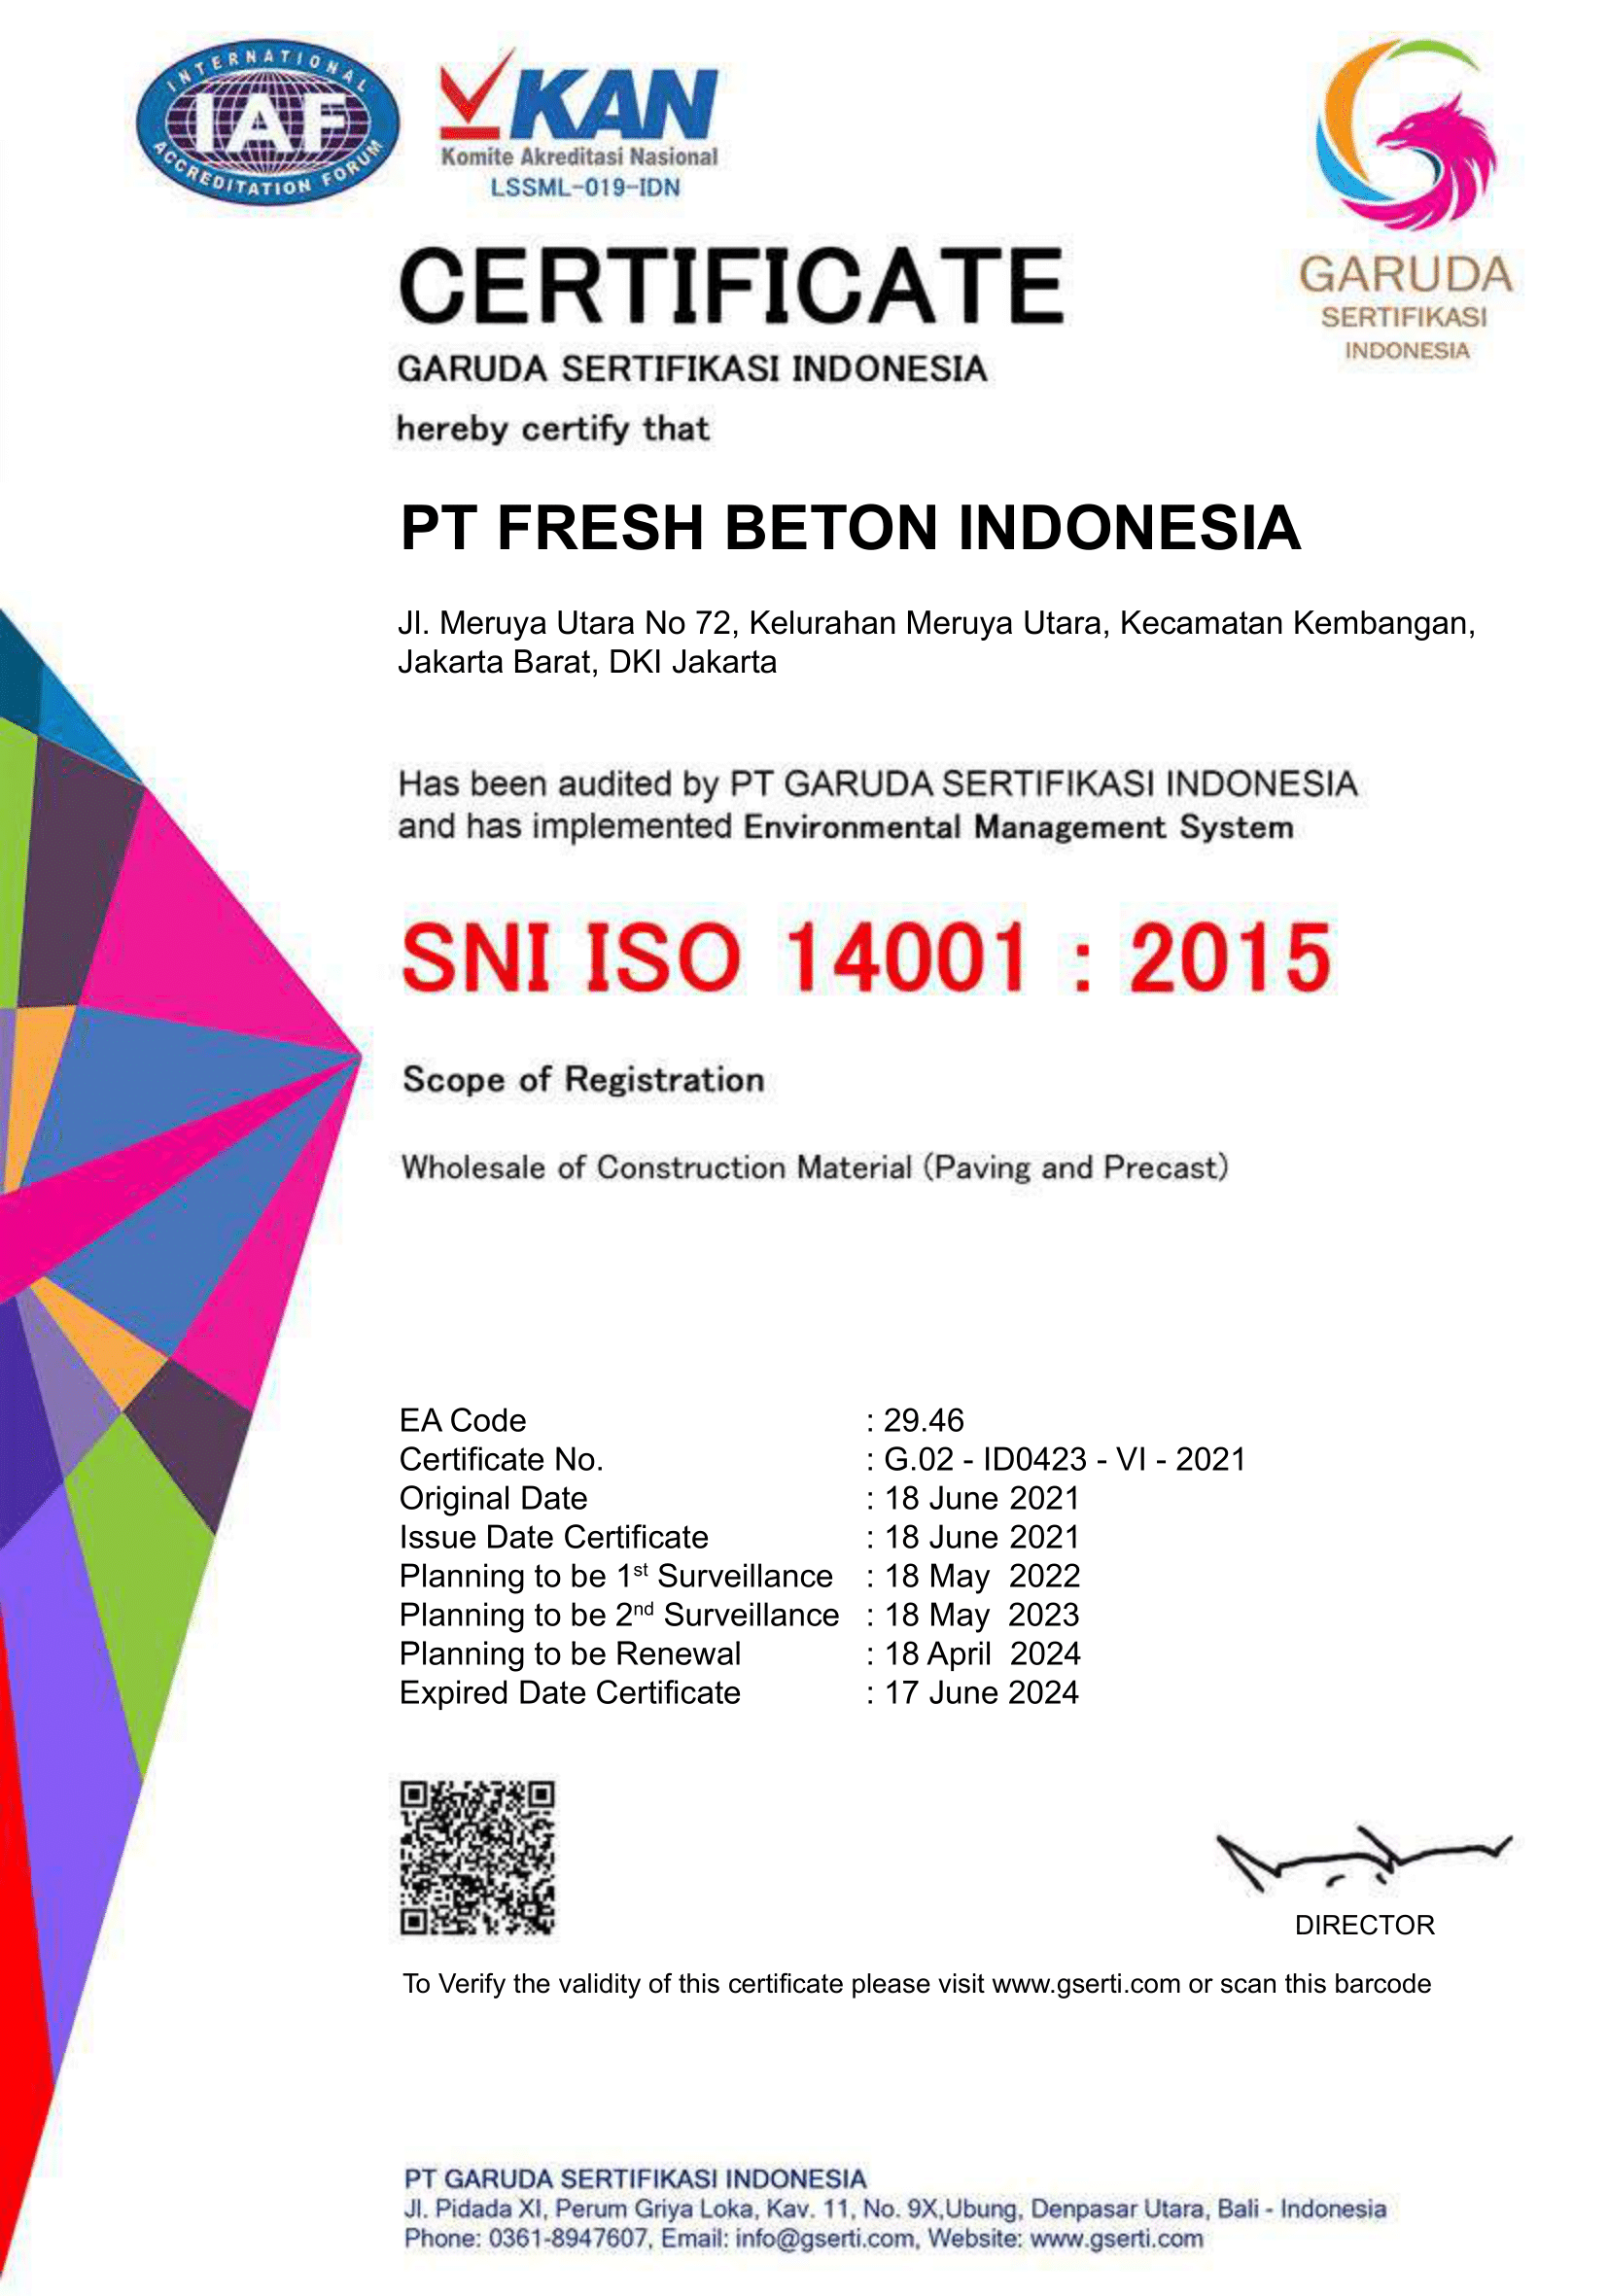 INTERNATIONAL
IAF
ACCREDITATION FORUM
KAN
Komite Akreditasi Nasional
LSSML-019-IDN
GARUDA
SERTIFIKASI
INDONESIA
CERTIFICATE
GARUDA SERTIFIKASI INDONESIA
hereby certify that
PT FRESH BETON INDONESIA
Jl. Meruya Utara No 72, Kelurahan Meruya Utara, Kecamatan Kembangan,
Jakarta Barat, DKI Jakarta
Has been audited by PT GARUDA SERTIFIKASI INDONESIA
and has implemented Environmental Management System
SNI ISO 14001 : 2015
Scope of Registration
Wholesale of Construction Material (Paving and Precast)
EA Code : 29.46
Certificate No. : G.02 - ID0423 - VI - 2021
Original Date : 18 June 2021
Issue Date Certificate : 18 June 2021
Planning to be 1st Surveillance : 18 May 2022
Planning to be 2nd Surveillance : 18 May 2023
Planning to be Renewal : 18 April 2024
Expired Date Certificate : 17 June 2024
DIRECTOR
To Verify the validity of this certificate please visit www.gserti.com or scan this barcode
PT GARUDA SERTIFIKASI INDONESIA
Jl. Pidada XI, Perum Griya Loka, Kav. 11, No. 9X,Ubung, Denpasar Utara, Bali - Indonesia
Phone: 0361-8947607, Email: info@gserti.com, Website: www.gserti.com